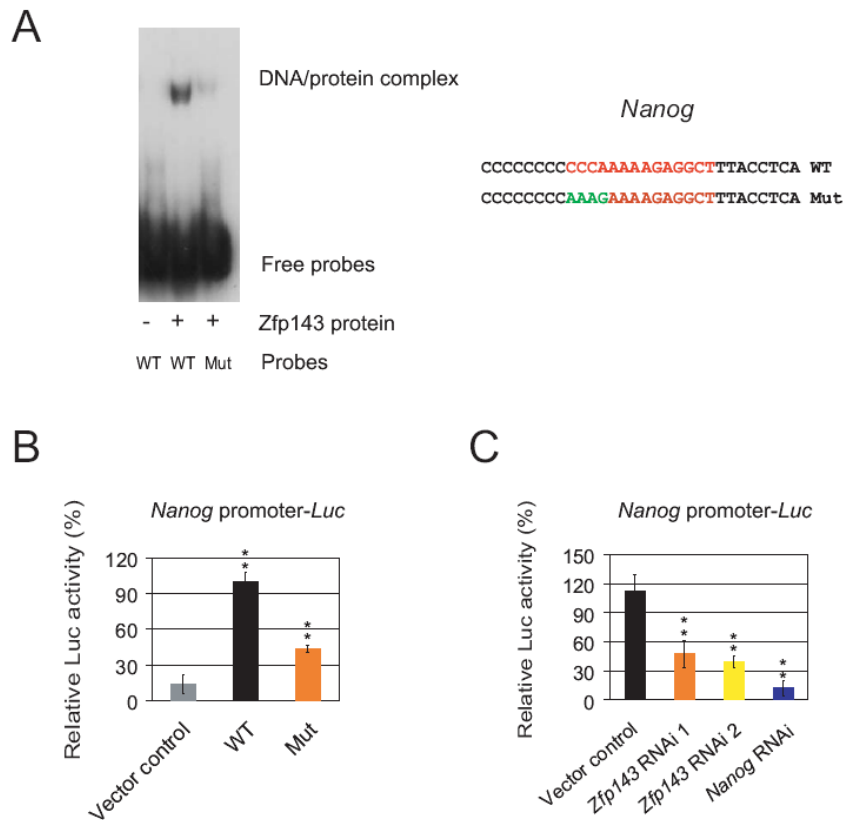 A
DNA/protein complex
Free probes
- + + Zfp143 protein
WT WT Mut Probes
Nanog
CCCCCCCCCCCAAAAAGAGGCTTTACCTCA WT
CCCCCCCCAAAGAAAAGAGGCTTTACCTCA Mut
B
Nanog promoter-Luc
Relative Luc activity (%)
120
90
60
30
0
**
**
Vector control
WT
Mut
C
Nanog promoter-Luc
Relative Luc activity (%)
150
120
90
60
30
0
**
**
**
Vector control
Zfp143 RNAi 1
Zfp143 RNAi 2
Nanog RNAi